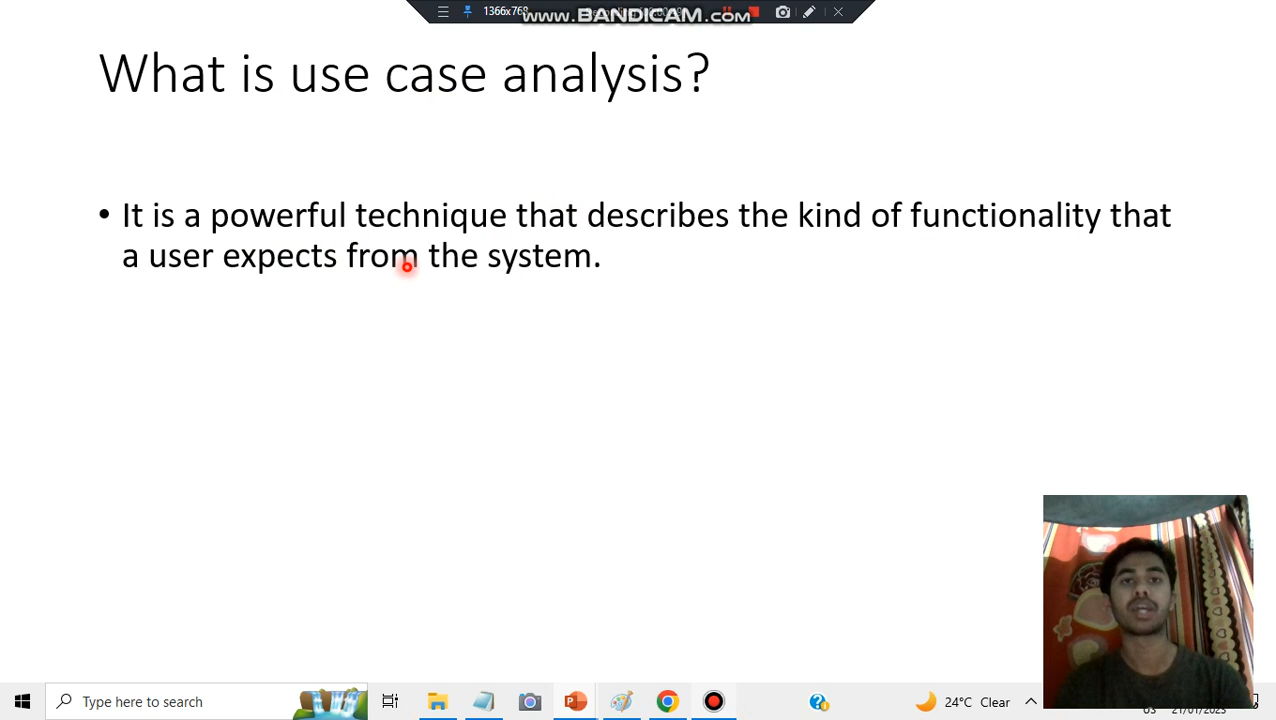 1366x768
www.BANDICAM.com
What is use case analysis?
• It is a powerful technique that describes the kind of functionality that
a user expects from the system.
Type here to search
24°C Clear